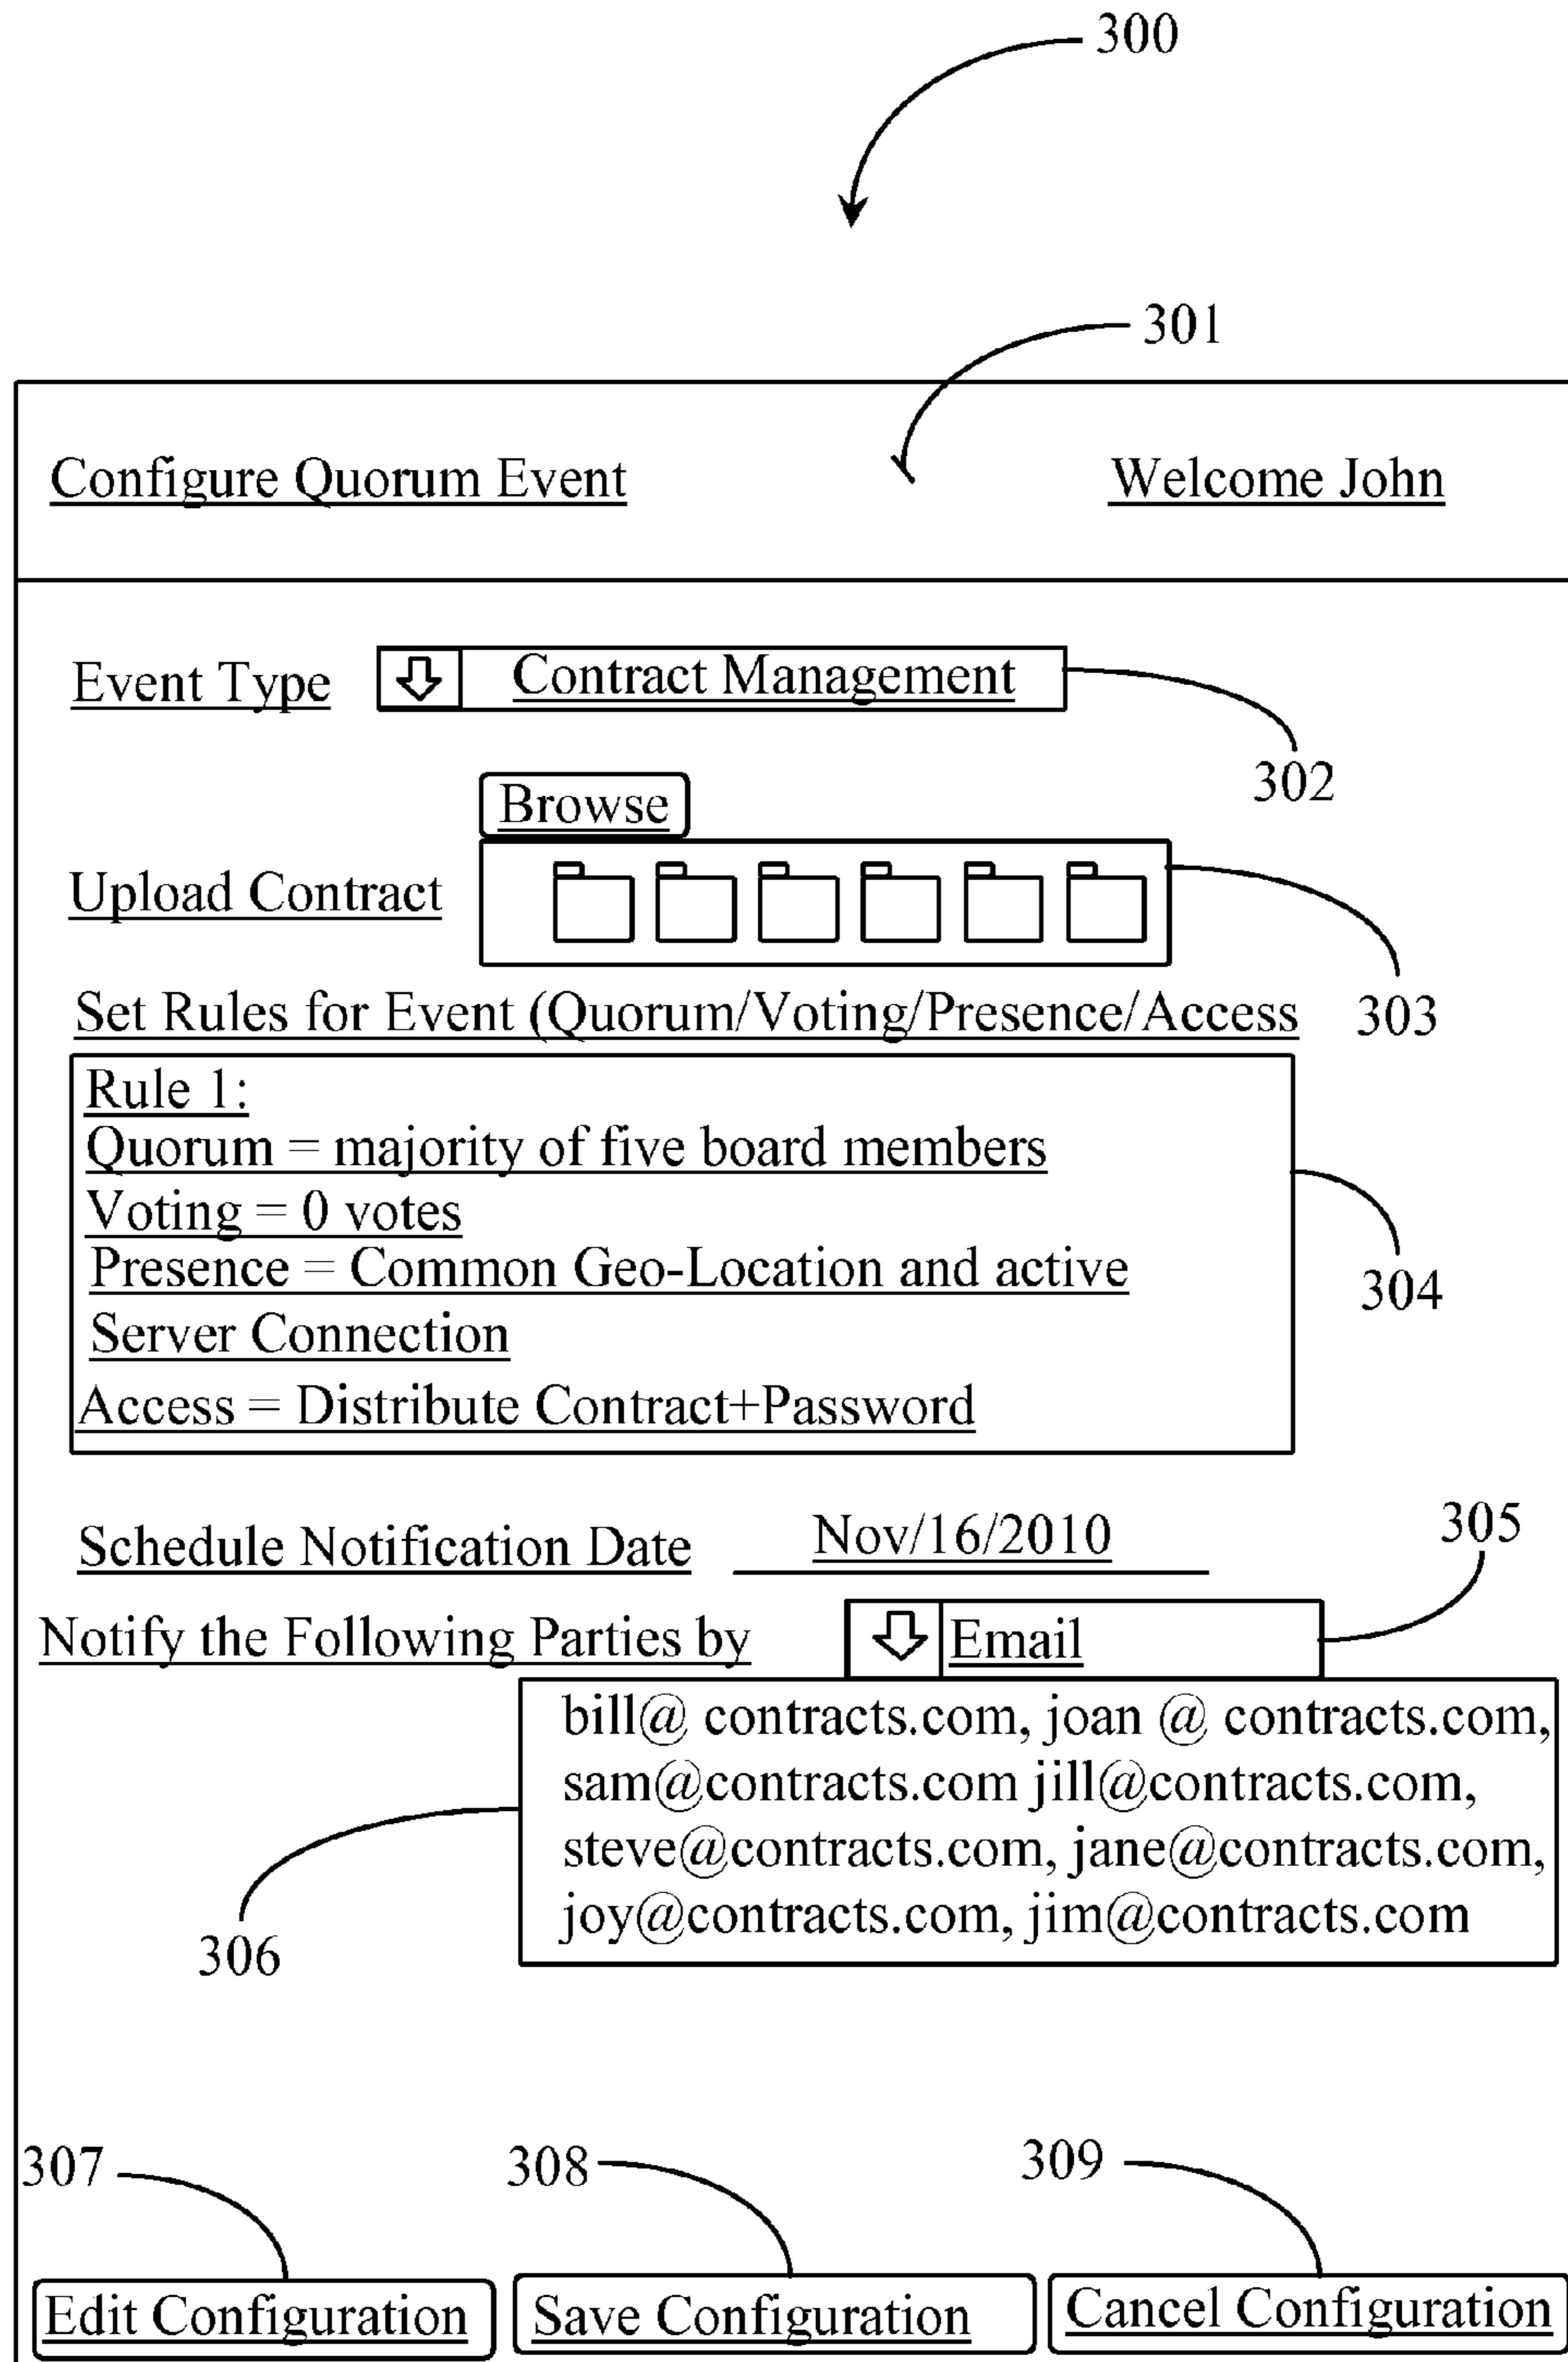 300
301
Configure Quorum Event Welcome John
Event Type Contract Management
302
Browse
Upload Contract
303
Set Rules for Event (Quorum/Voting/Presence/Access
Rule 1:
Quorum = majority of five board members
Voting = 0 votes
Presence = Common Geo-Location and active
Server Connection
Access = Distribute Contract+Password
304
Schedule Notification Date Nov/16/2010
305
Notify the Following Parties by Email
bill@ contracts.com, joan @ contracts.com,
sam@contracts.com jill@contracts.com,
steve@contracts.com, jane@contracts.com,
joy@contracts.com, jim@contracts.com
306
307 308 309
Edit Configuration Save Configuration Cancel Configuration